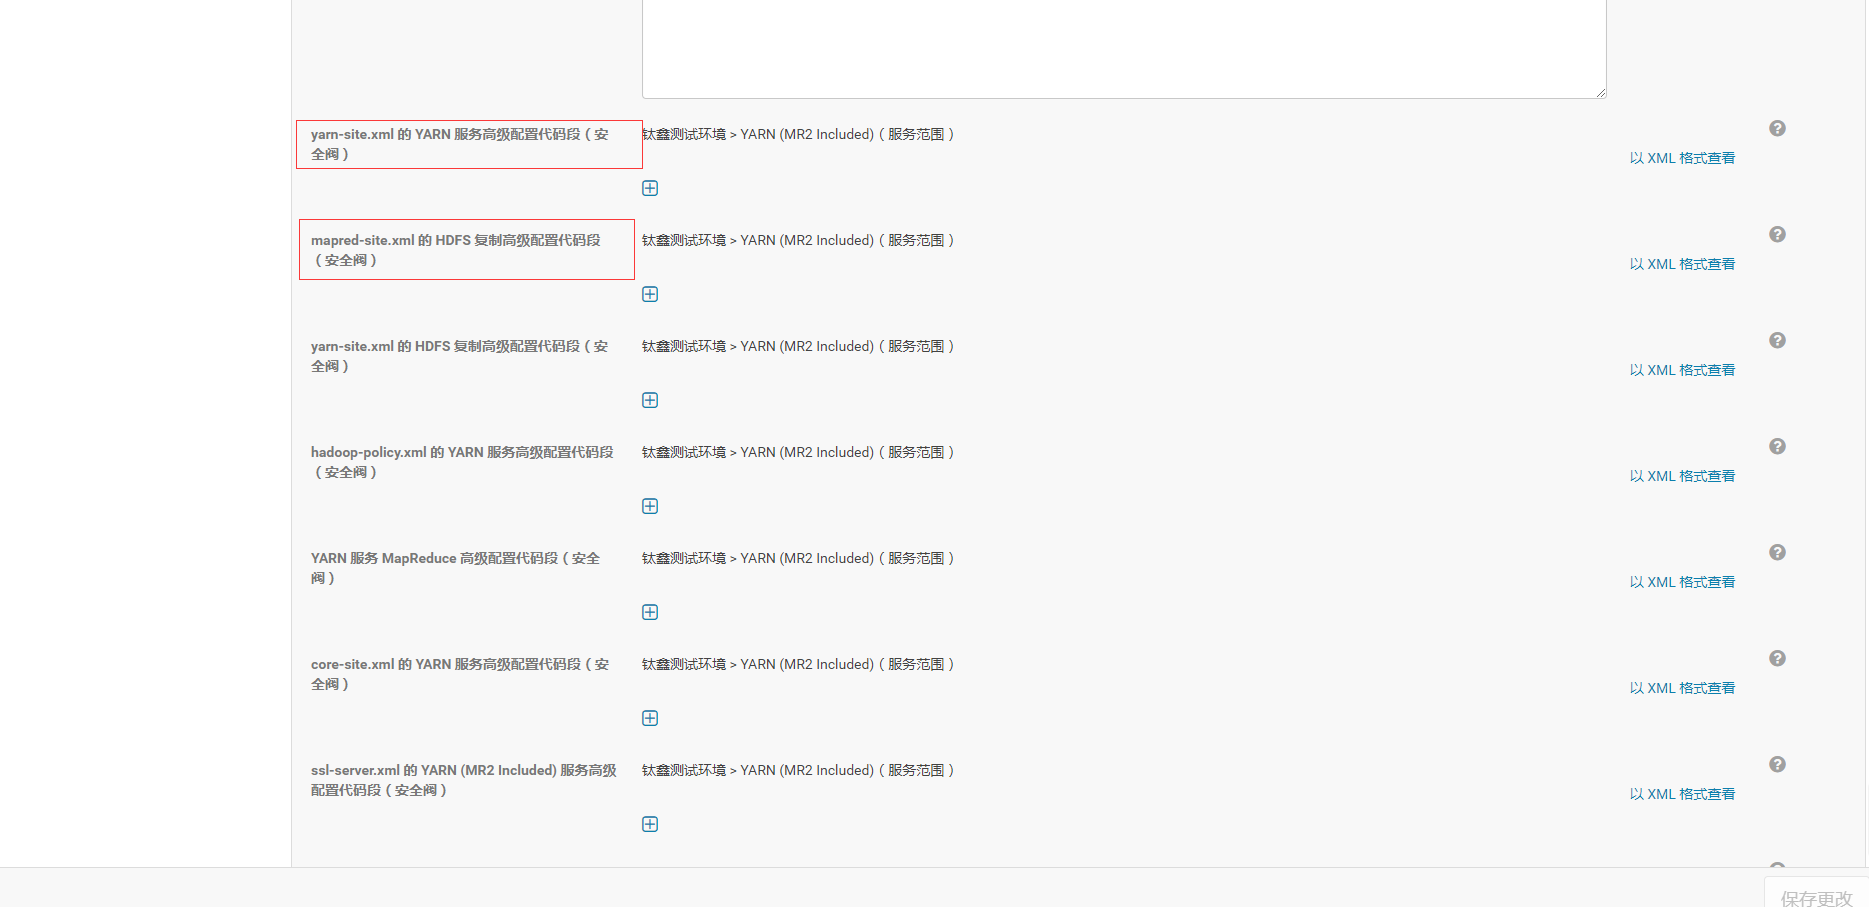 yarn-site.xml 的 YARN 服务高级配置代码段（安
全阀）
钛鑫测试环境 > YARN (MR2 Included)（服务范围）
以 XML 格式查看
mapred-site.xml 的 HDFS 复制高级配置代码段
（安全阀）
钛鑫测试环境 > YARN (MR2 Included)（服务范围）
以 XML 格式查看
yarn-site.xml 的 HDFS 复制高级配置代码段（安
全阀）
钛鑫测试环境 > YARN (MR2 Included)（服务范围）
以 XML 格式查看
hadoop-policy.xml 的 YARN 服务高级配置代码段
（安全阀）
钛鑫测试环境 > YARN (MR2 Included)（服务范围）
以 XML 格式查看
YARN 服务 MapReduce 高级配置代码段（安全
阀）
钛鑫测试环境 > YARN (MR2 Included)（服务范围）
以 XML 格式查看
core-site.xml 的 YARN 服务高级配置代码段（安
全阀）
钛鑫测试环境 > YARN (MR2 Included)（服务范围）
以 XML 格式查看
ssl-server.xml 的 YARN (MR2 Included) 服务高级
配置代码段（安全阀）
钛鑫测试环境 > YARN (MR2 Included)（服务范围）
以 XML 格式查看
保存更改